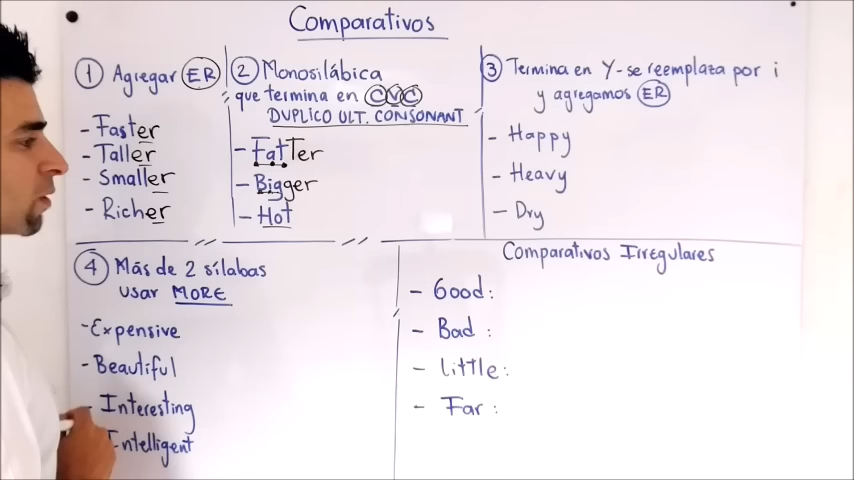 Comparativos
1 Agregar ER
- Faster
- Taller
- Smaller
- Richer
2 Monosilábica
que termina en CVC
DUPLICO ULT. CONSONANT
- FatTer
- Bigger
- Hot
3 Termina en Y-se reemplaza por i
y agregamos ER
- Happy
- Heavy
- Dry
4 Más de 2 sílabas
usar MORE
- Expensive
- Beautiful
- Interesting
Intelligent
Comparativos Irregulares
- Good:
- Bad :
- little:
- Far :